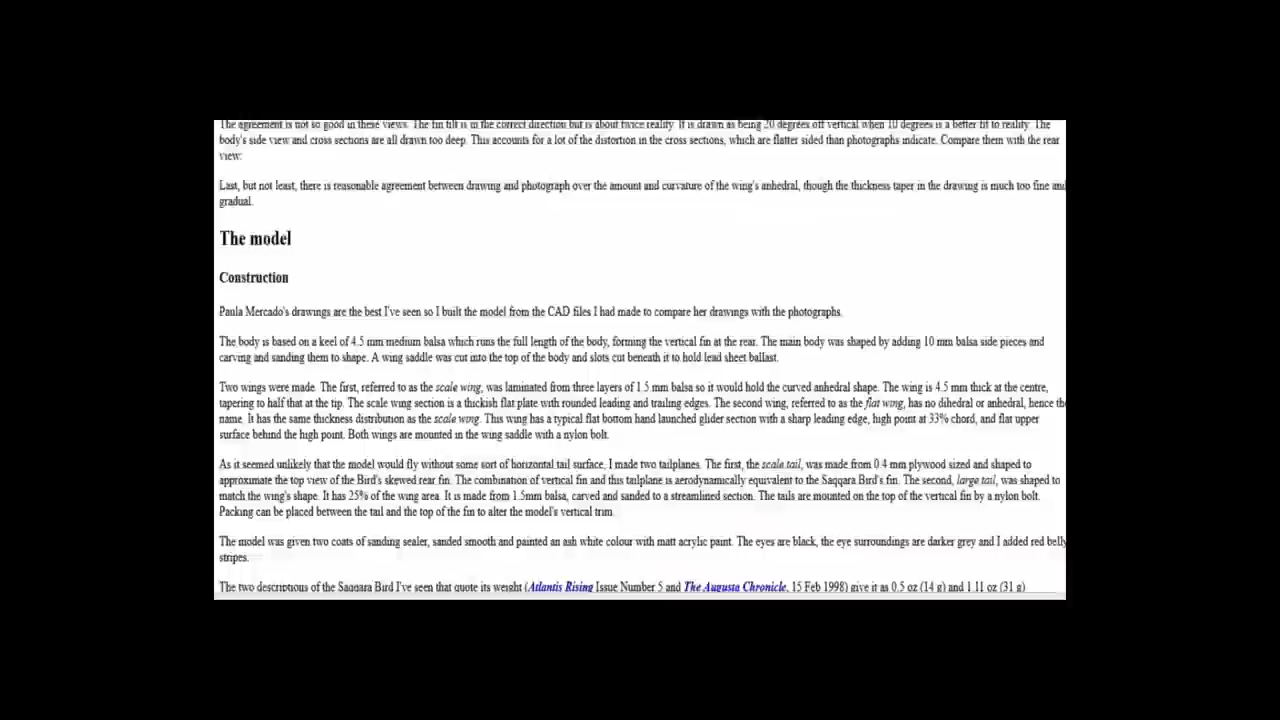 The agreement is not so good in these views. The fin tilt is in the correct direction but is about twice reality. It is drawn as being 20 degrees off vertical when 10 degrees is a better fit to reality. The
body's side view and cross sections are all drawn too deep. This accounts for a lot of the distortion in the cross sections, which are flatter sided than photographs indicate. Compare them with the rear
view:
Last, but not least, there is reasonable agreement between drawing and photograph over the amount and curvature of the wing's anhedral, though the thickness taper in the drawing is much too fine and
gradual.
The model
Construction
Paula Mercado's drawings are the best I've seen so I built the model from the CAD files I had made to compare her drawings with the photographs.
The body is based on a keel of 4.5 mm medium balsa which runs the full length of the body, forming the vertical fin at the rear. The main body was shaped by adding 10 mm balsa side pieces and
carving and sanding them to shape. A wing saddle was cut into the top of the body and slots cut beneath it to hold lead sheet ballast.
Two wings were made. The first, referred to as the scale wing, was laminated from three layers of 1.5 mm balsa so it would hold the curved anhedral shape. The wing is 4.5 mm thick at the centre,
tapering to half that at the tip. The scale wing section is a thickish flat plate with rounded leading and trailing edges. The second wing, referred to as the flat wing, has no dihedral or anhedral, hence the
name. It has the same thickness distribution as the scale wing. This wing has a typical flat bottom hand launched glider section with a sharp leading edge, high point at 33% chord, and flat upper
surface behind the high point. Both wings are mounted in the wing saddle with a nylon bolt.
As it seemed unlikely that the model would fly without some sort of horizontal tail surface, I made two tailplanes. The first, the scale tail, was made from 0.4 mm plywood sized and shaped to
approximate the top view of the Bird's skewed rear fin. The combination of vertical fin and this tailplane is aerodynamically equivalent to the Saqqara Bird's fin. The second, large tail, was shaped to
match the wing's shape. It has 25% of the wing area. It is made from 1.5mm balsa, carved and sanded to a streamlined section. The tails are mounted on the top of the vertical fin by a nylon bolt.
Packing can be placed between the tail and the top of the fin to alter the model's vertical trim.
The model was given two coats of sanding sealer, sanded smooth and painted an ash white colour with matt acrylic paint. The eyes are black, the eye surroundings are darker grey and I added red belly
stripes.
The two descriptions of the Saqqara Bird I've seen that quote its weight (Atlantis Rising Issue Number 5 and The Augusta Chronicle, 15 Feb 1998) give it as 0.5 oz (14 g) and 1.11 oz (31 g)